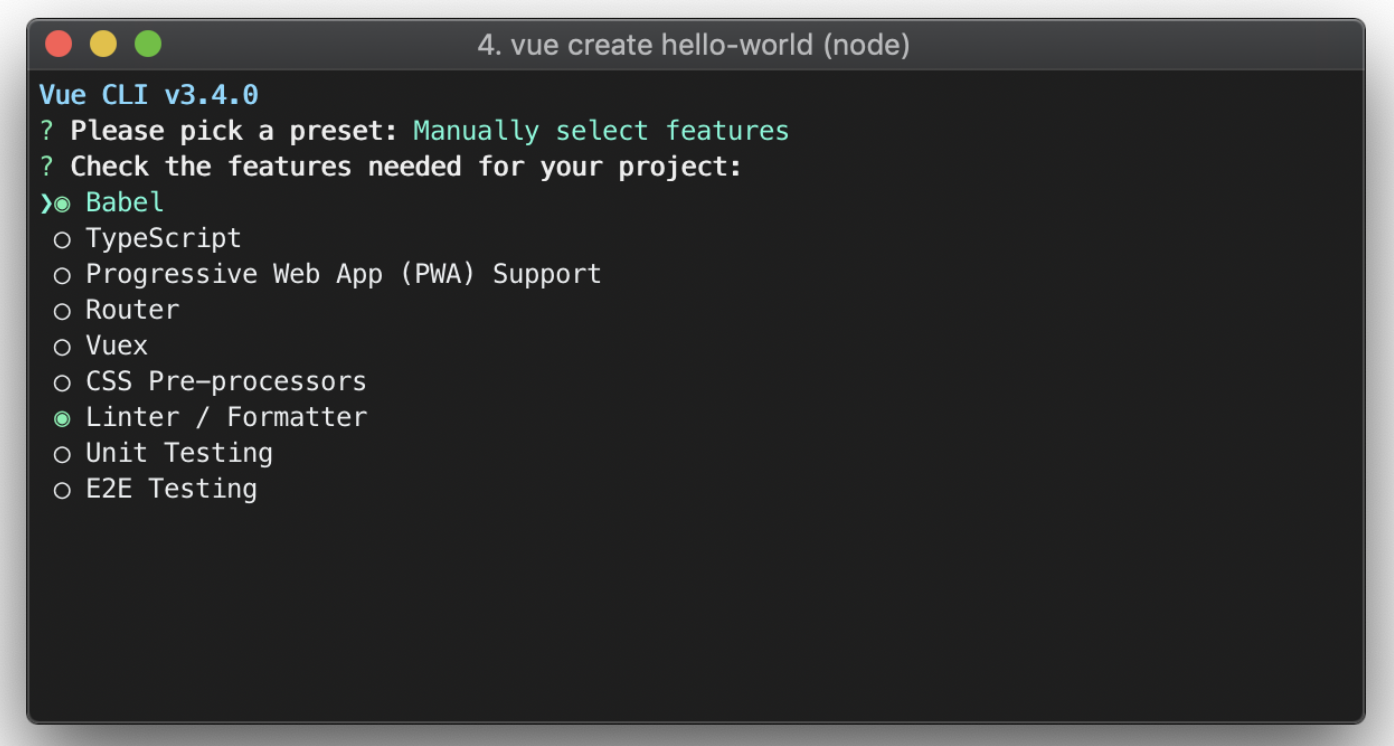 4. vue create hello-world (node)
Vue CLI v3.4.0
? Please pick a preset: Manually select features
? Check the features needed for your project:
❯◉ Babel
◯ TypeScript
◯ Progressive Web App (PWA) Support
◯ Router
◯ Vuex
◯ CSS Pre-processors
◉ Linter / Formatter
◯ Unit Testing
◯ E2E Testing